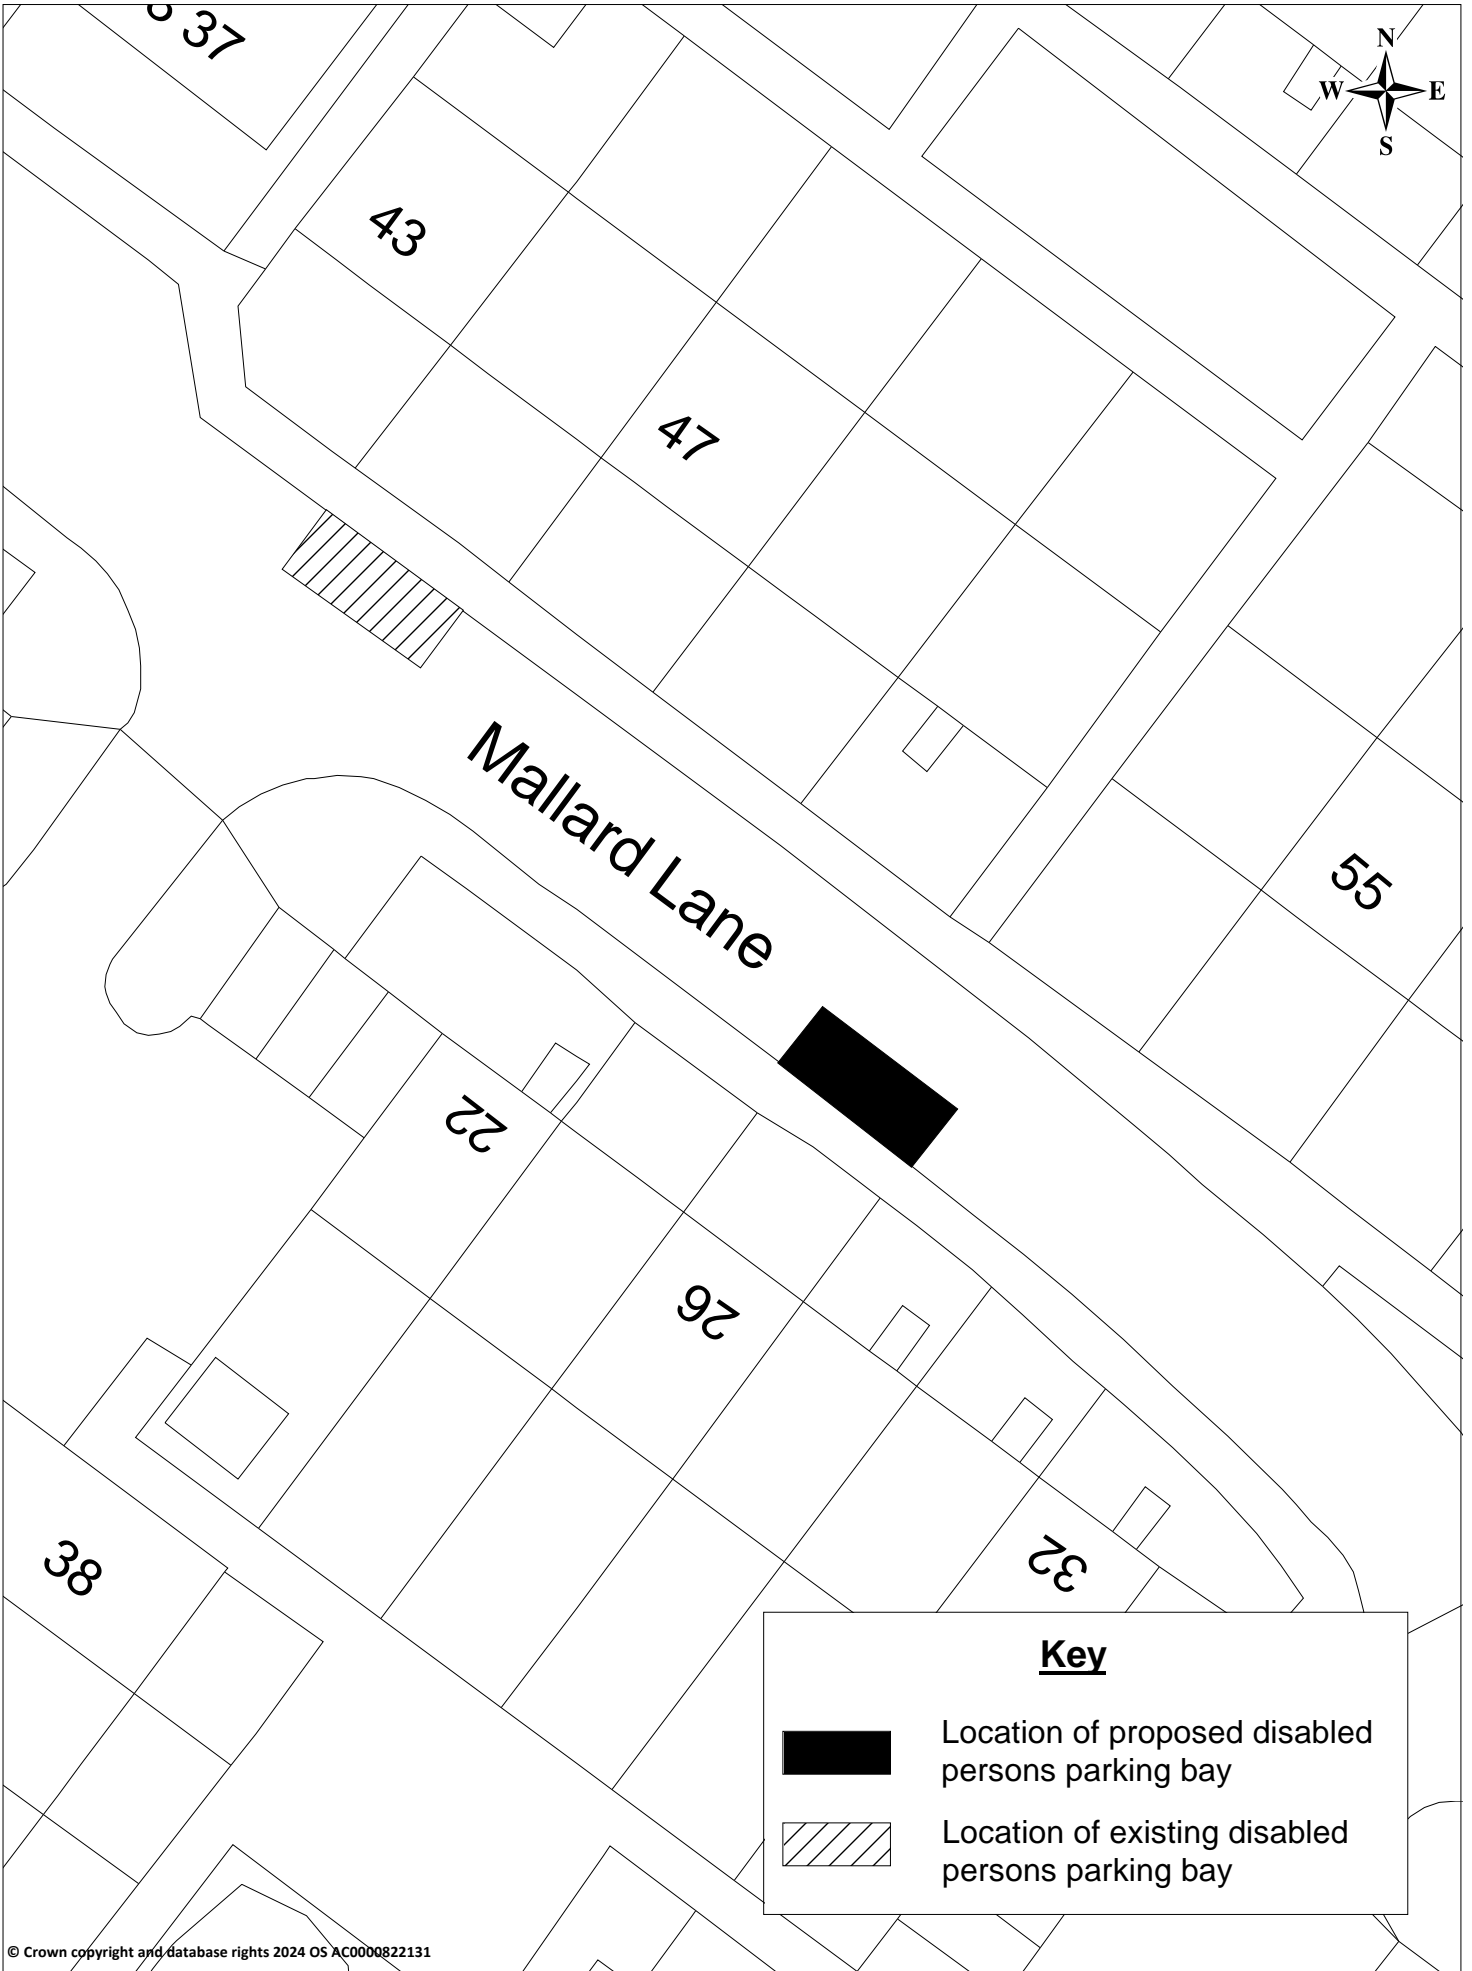 37
N
W E
S
43
47
Mallard Lane
55
22
26
38
32
Key
Location of proposed disabled
persons parking bay
Location of existing disabled
persons parking bay
© Crown copyright and database rights 2024 OS AC0000822131